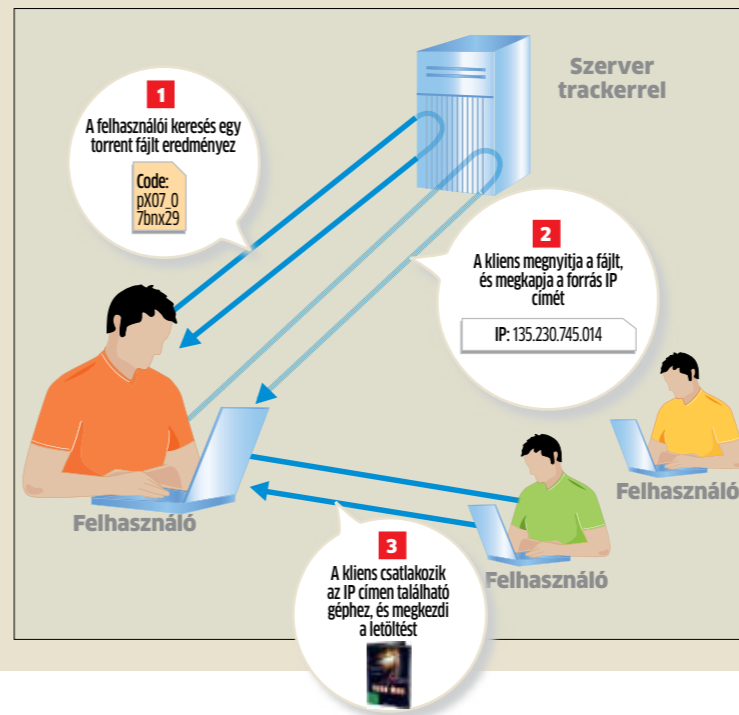 Szerver
trackerrel
1
A felhasználói keresés egy
torrent fájlt eredményez
Code:
pX07_0
7bnx29
2
A kliens megnyitja a fájlt,
és megkapja a forrás IP
címét
IP: 135.230.745.014
Felhasználó
Felhasználó
Felhasználó
3
A kliens csatlakozik
az IP címen található
géphez, és megkezdi
a letöltést